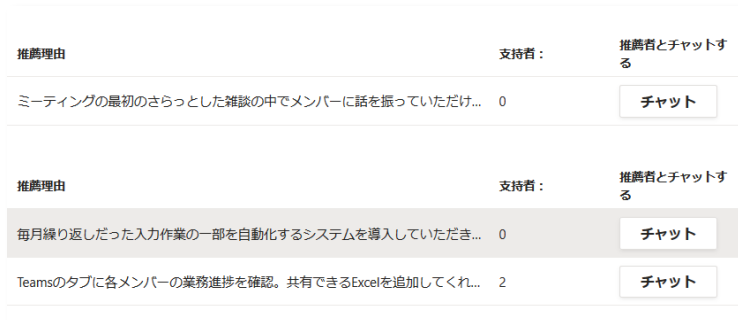 推薦理由 支持者： 推薦者とチャットす
る
ミーティングの最初のさらっとした雑談の中でメンバーに話を振っていただけ... 0 チャット
推薦理由 支持者： 推薦者とチャットす
る
毎月繰り返しだった入力作業の一部を自動化するシステムを導入していただき... 0 チャット
Teamsのタブに各メンバーの業務進捗を確認。共有できるExcelを追加してくれ... 2 チャット